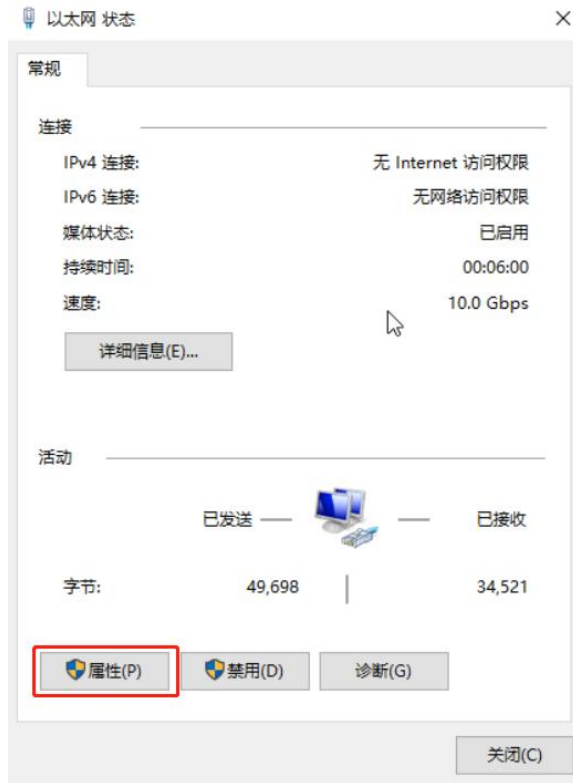 以太网 状态
常规
连接
IPv4 连接: 无 Internet 访问权限
IPv6 连接: 无网络访问权限
媒体状态: 已启用
持续时间: 00:06:00
速度: 10.0 Gbps
详细信息(E)...
活动
已发送 已接收
字节: 49,698 34,521
属性(P) 禁用(D) 诊断(G)
关闭(C)